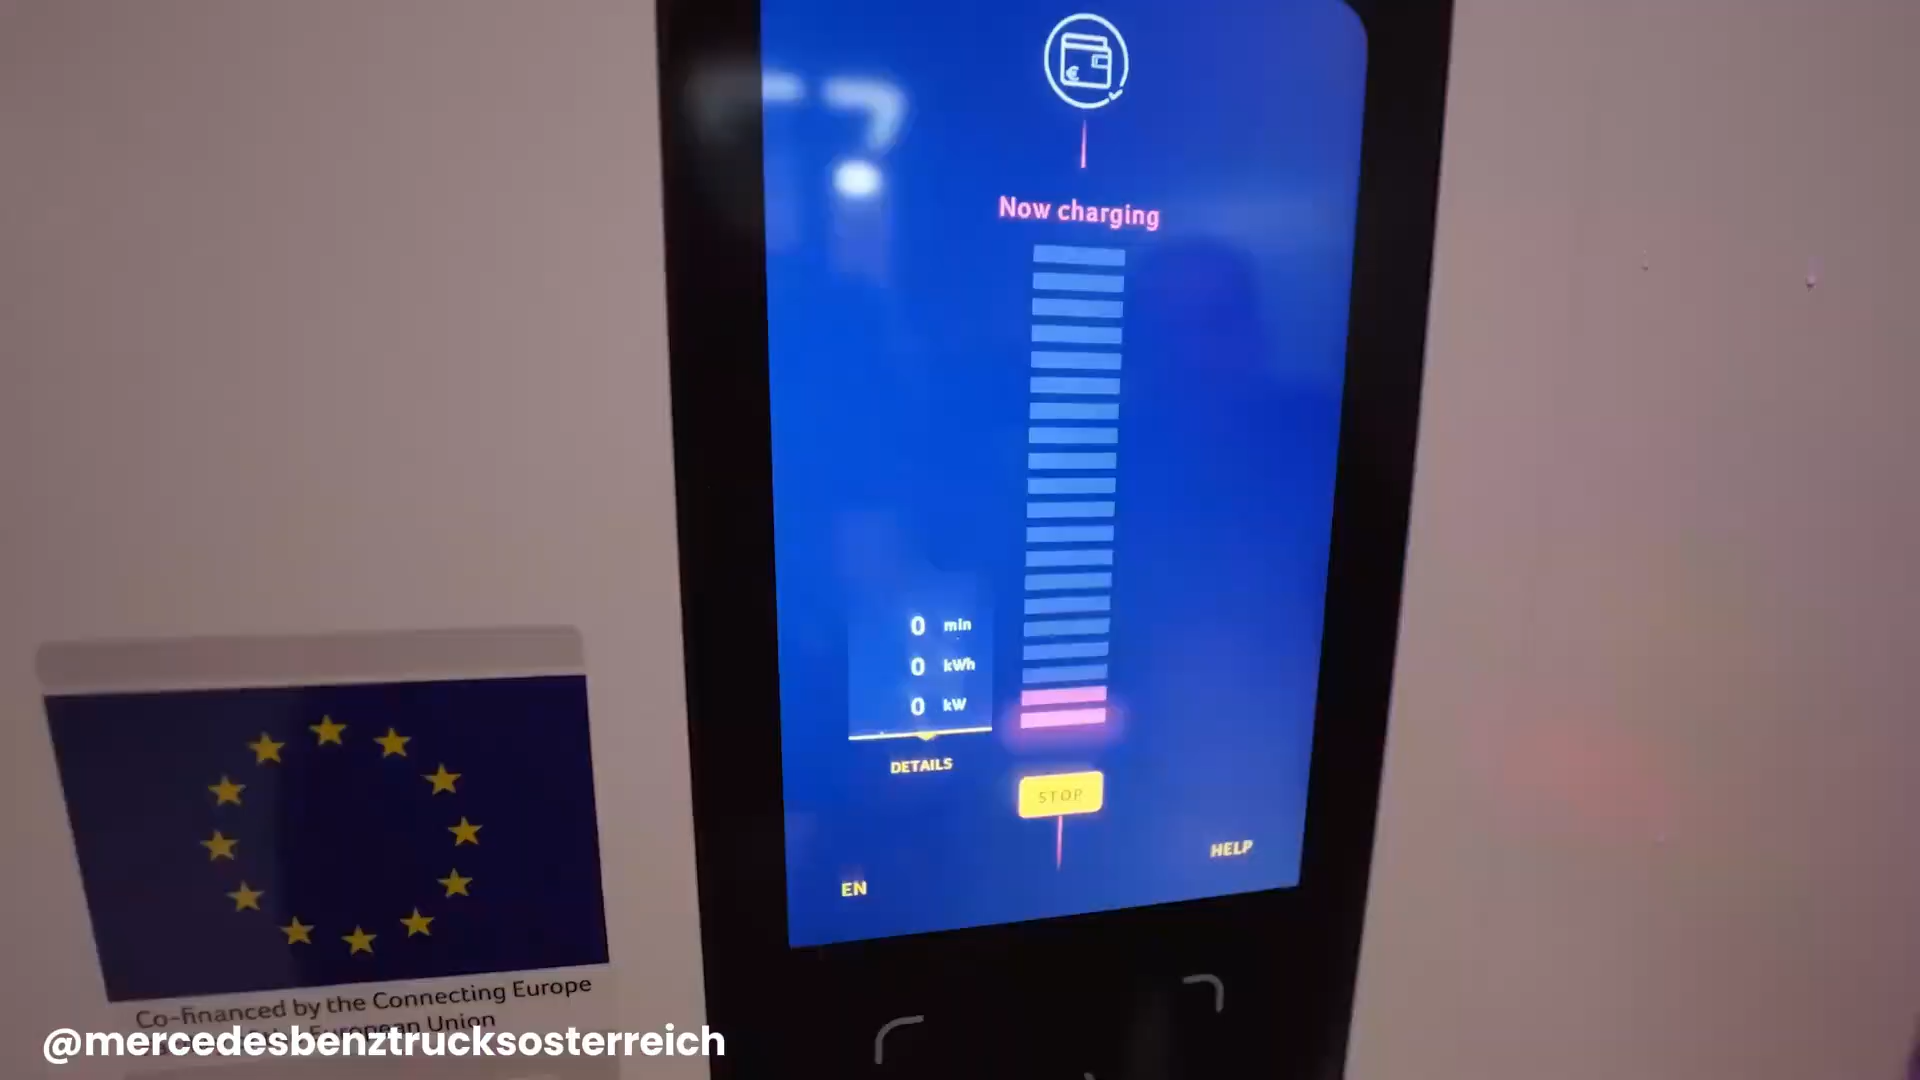 Now charging
0 min
0 kWh
0 kW
DETAILS
STOP
HELP
EN
Co-financed by the Connecting Europe
European Union
@mercedesbenztrucksosterreich